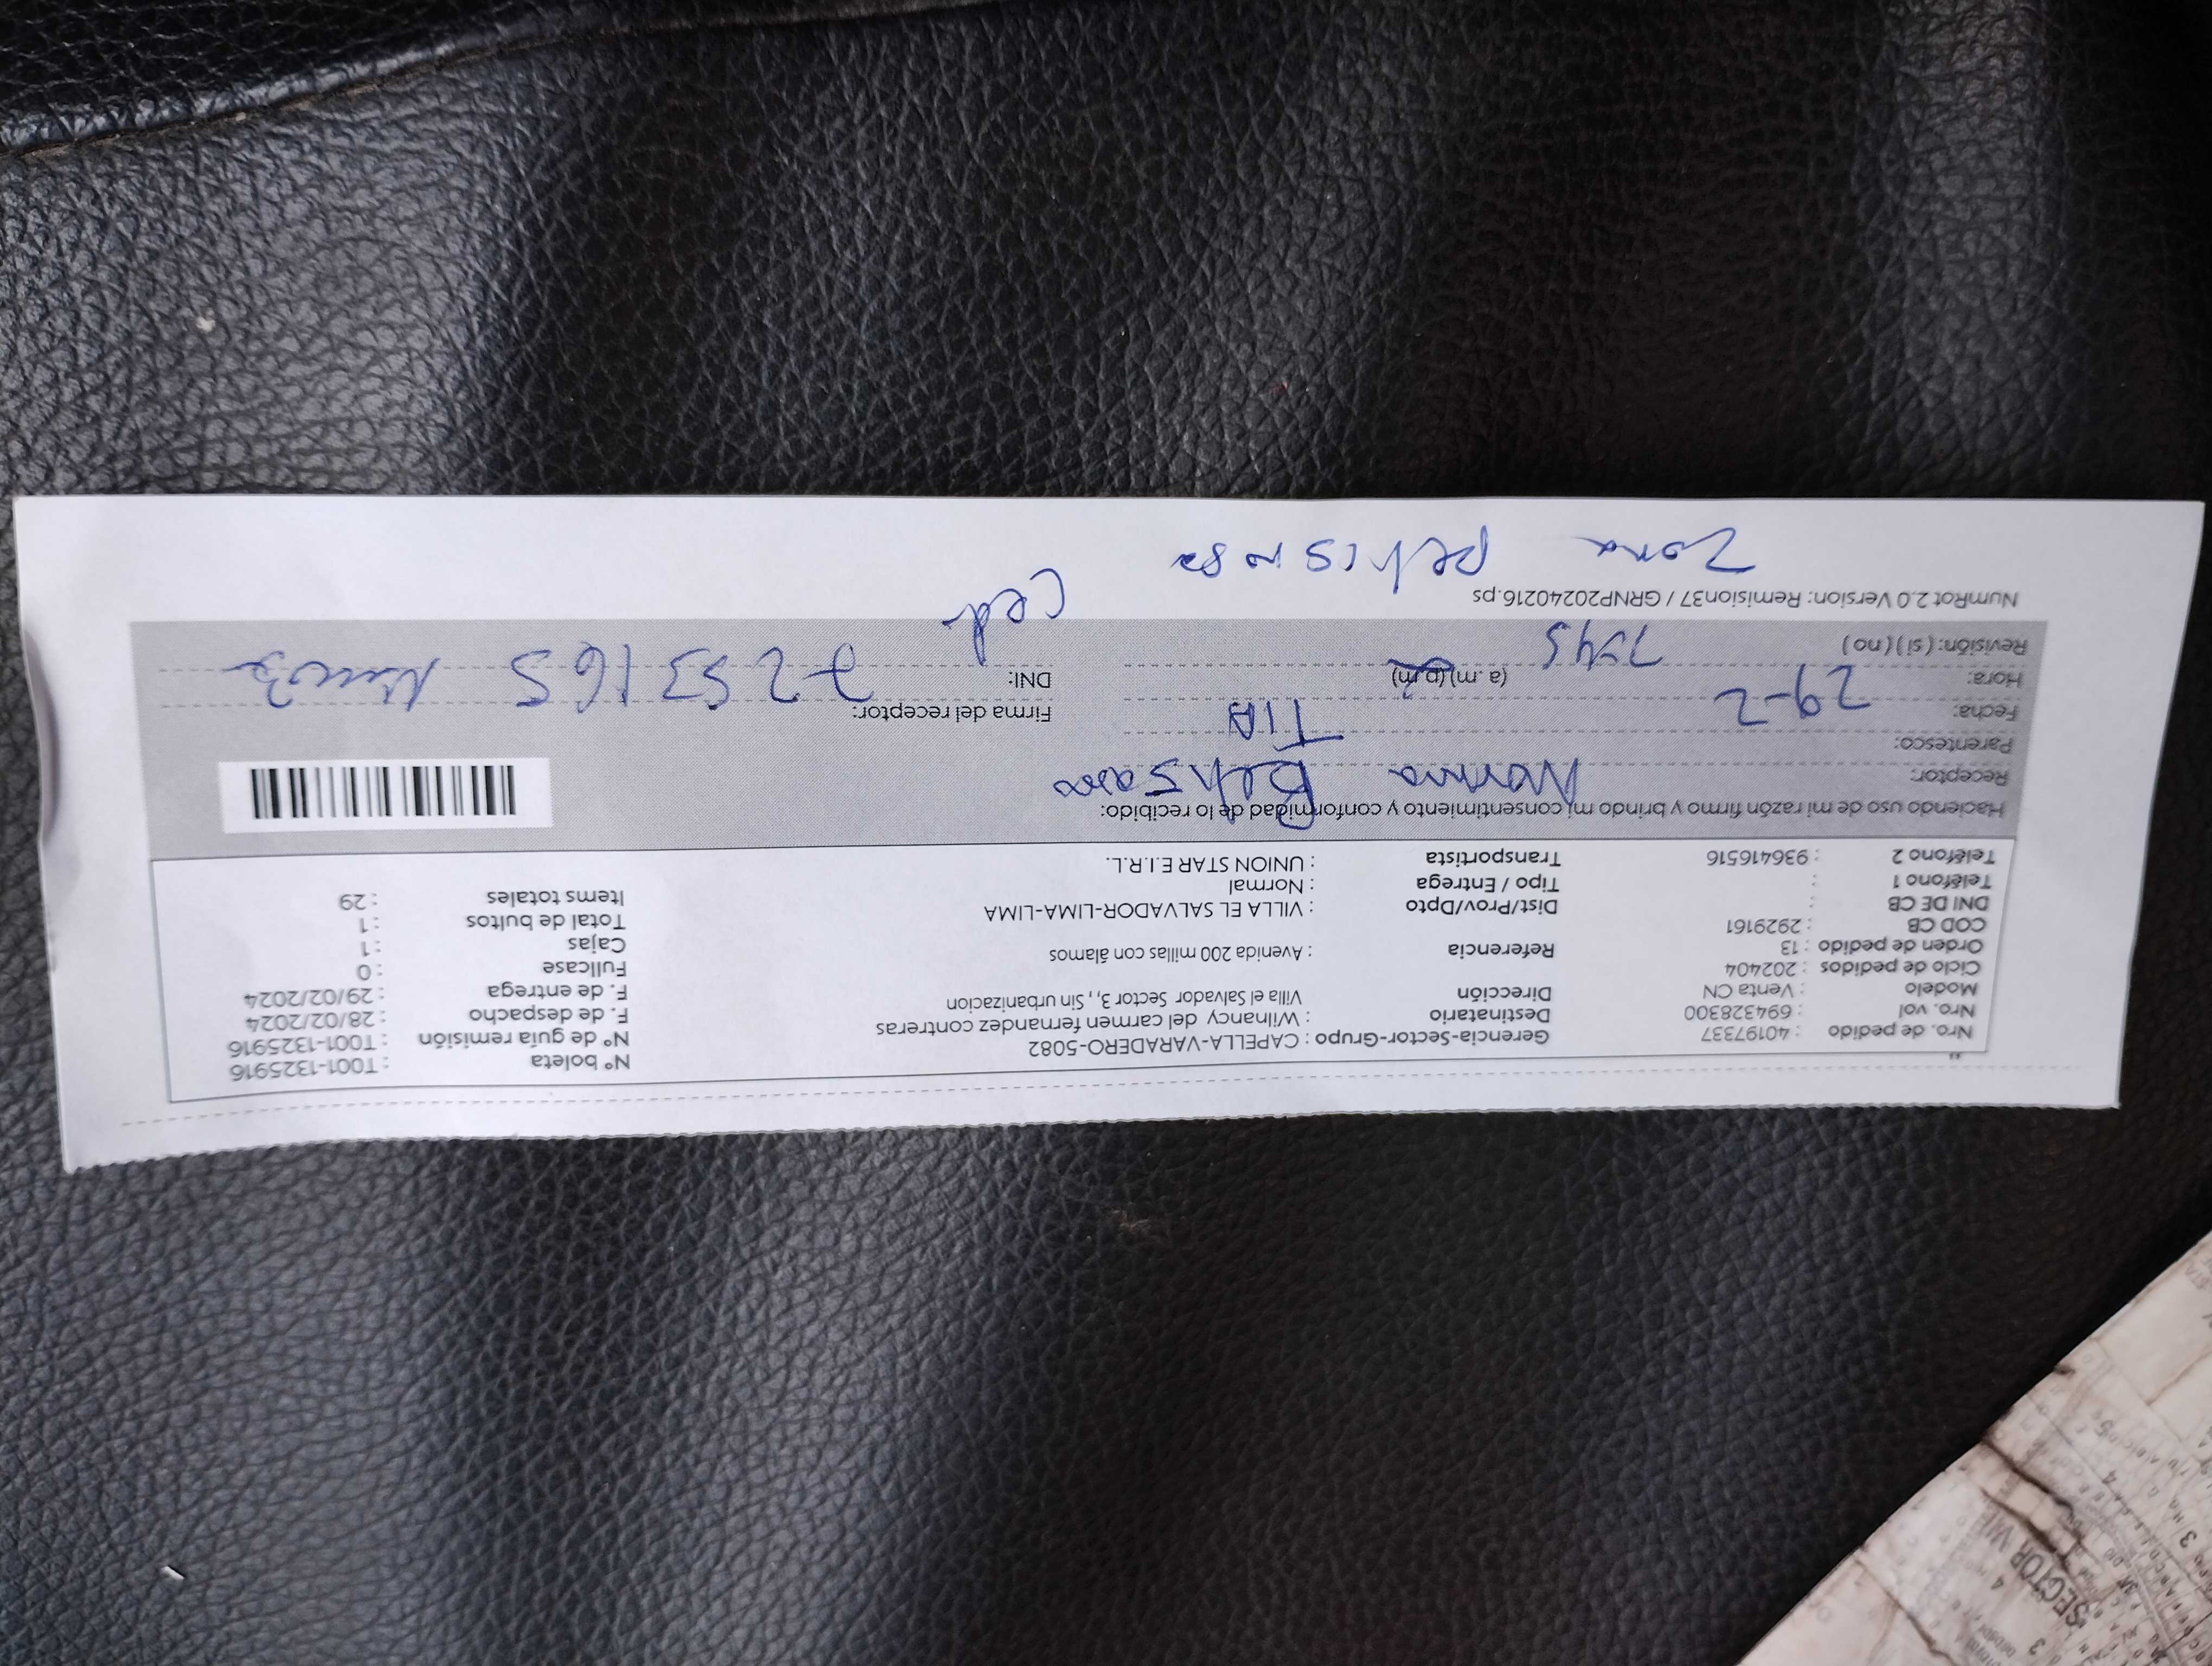 Nro. de pedido : 40197337 Gerencia-Sector-Grupo : CAPELLA-VARADERO-5082 N° boleta : T001-1325916
Nro. vol : 694328300 Destinatario : Wilnancy del carmen fernandez contreras N° de guía remisión : T001-1325916
Modelo : Venta CN Dirección Villa el Salvador Sector 3, , Sin urbanizacion F. de despacho : 28/02/2024
Ciclo de pedidos : 202404 F. de entrega : 29/02/2024
Orden de pedido : 13 Referencia : Avenida 200 millas con álamos Fullcase : 0
COD CB : 2929161 Cajas : 1
DNI DE CB : Dist/Prov/Dpto : VILLA EL SALVADOR-LIMA-LIMA Total de bultos : 1
Teléfono 1 : Tipo / Entrega : Normal Items totales : 29
Teléfono 2 : 936416516 Transportista : UNION STAR E.I.R.L.
Haciendo uso de mi razón firmo y brindo mi consentimiento y conformidad de lo recibido:
Receptor: Norma
Parentesco: TIA
Fecha: 29-2 Firma del receptor:
Hora: (a. m) (p. m) DNI:
Revisión: ( si ) ( no )
NumRot 2.0 Version: Remision37 / GRNP20240216.ps
Zona peligrosa
SECTOR